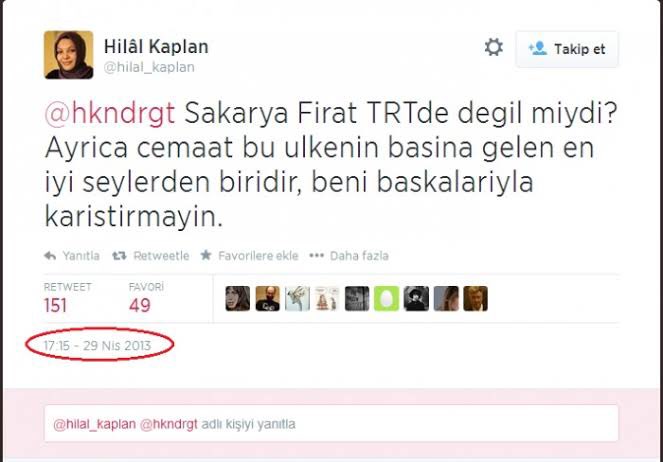 Hilâl Kaplan
@hilal_kaplan
Takip et
@hkndrgt Sakarya Firat TRTde degil miydi?
Ayrica cemaat bu ulkenin basina gelen en
iyi seylerden biridir, beni baskalariyla
karistirmayin.
Yanıtla Retweetle Favorilere ekle Daha fazla
RETWEET FAVORİ
151 49
17:15 - 29 Nis 2013
@hilal_kaplan @hkndrgt adlı kişiyi yanıtla